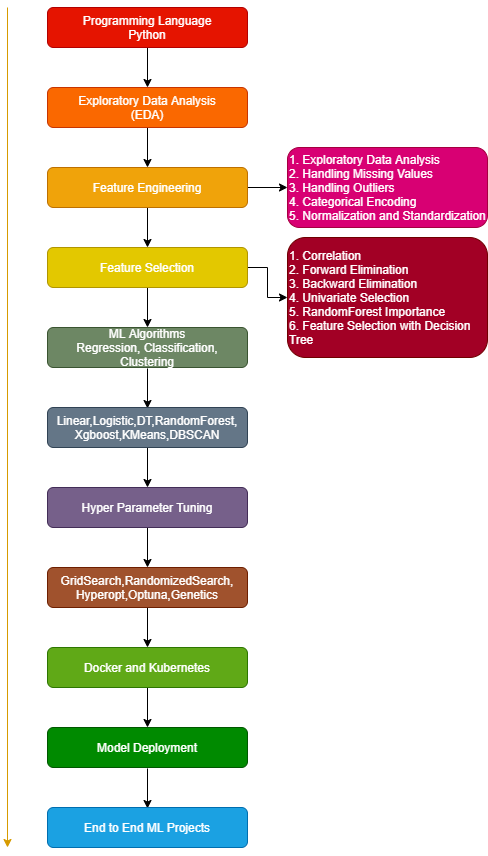 Programming Language
Python
Exploratory Data Analysis
(EDA)
Feature Engineering
1. Exploratory Data Analysis
2. Handling Missing Values
3. Handling Outliers
4. Categorical Encoding
5. Normalization and Standardization
Feature Selection
1. Correlation
2. Forward Elimination
3. Backward Elimination
4. Univariate Selection
5. RandomForest Importance
6. Feature Selection with Decision
Tree
ML Algorithms
Regression, Classification,
Clustering
Linear,Logistic,DT,RandomForest,
Xgboost,KMeans,DBSCAN
Hyper Parameter Tuning
GridSearch,RandomizedSearch,
Hyperopt,Optuna,Genetics
Docker and Kubernetes
Model Deployment
End to End ML Projects